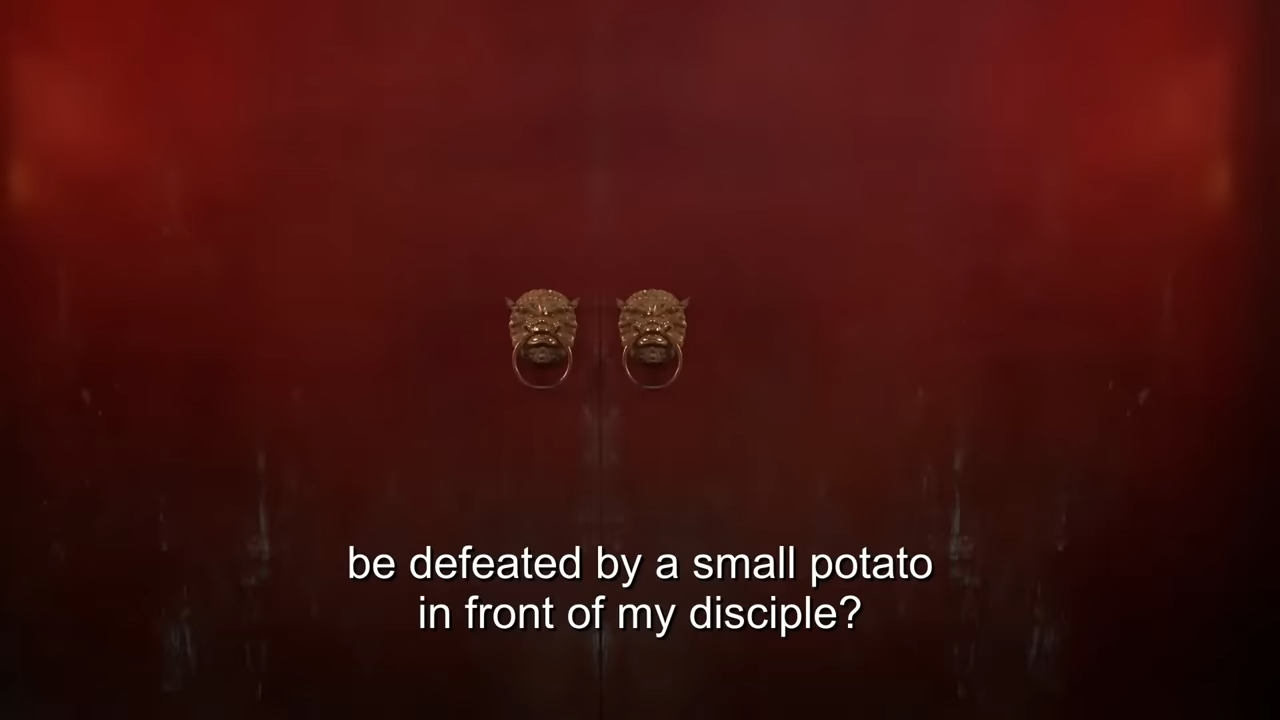 be defeated by a small potato
in front of my disciple?